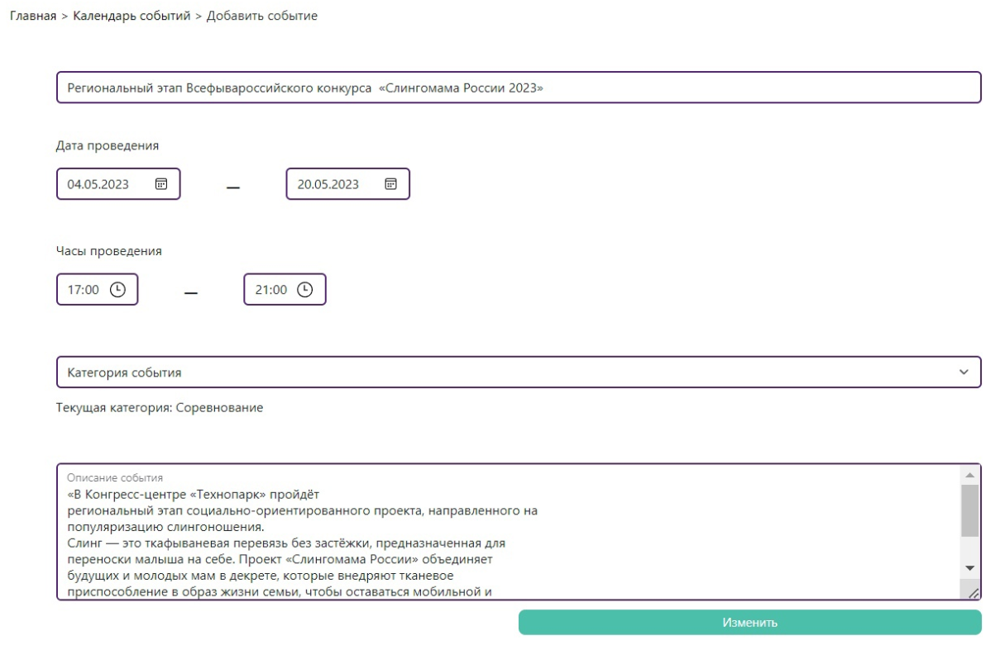 Главная > Календарь событий > Добавить событие
Региональный этап Всефывароссийского конкурса «Слингомама России 2023»
Дата проведения
04.05.2023 — 20.05.2023
Часы проведения
17:00 — 21:00
Категория события
Текущая категория: Соревнование
Описание события
«В Конгресс-центре «Технопарк» пройдёт
региональный этап социально-ориентированного проекта, направленного на
популяризацию слингоношения.
Слинг — это ткафываневая перевязь без застёжки, предназначенная для
переноски малыша на себе. Проект «Слингомама России» объединяет
будущих и молодых мам в декрете, которые внедряют тканевое
приспособление в образ жизни семьи, чтобы оставаться мобильной и
Изменить